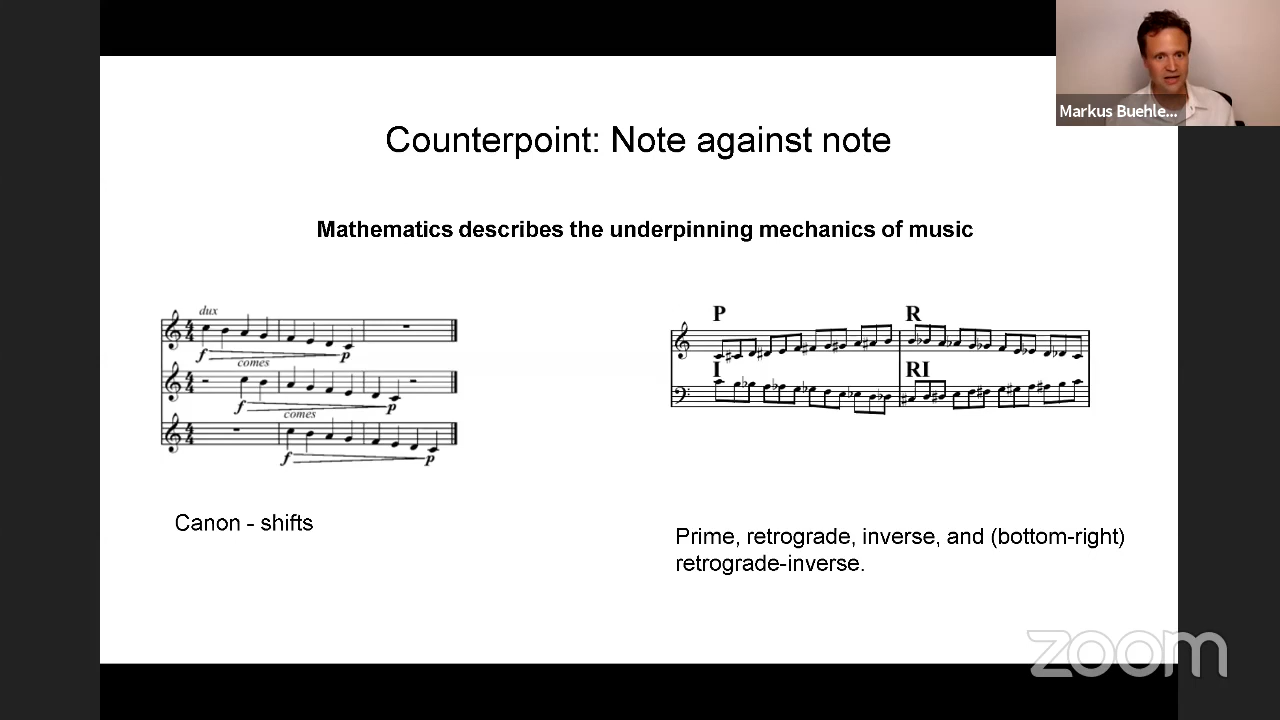 Markus Buehle...
Counterpoint: Note against note
Mathematics describes the underpinning mechanics of music
dux
f p
comes
f p
comes
f p
P R
I RI
Canon - shifts
Prime, retrograde, inverse, and (bottom-right)
retrograde-inverse.
zoom